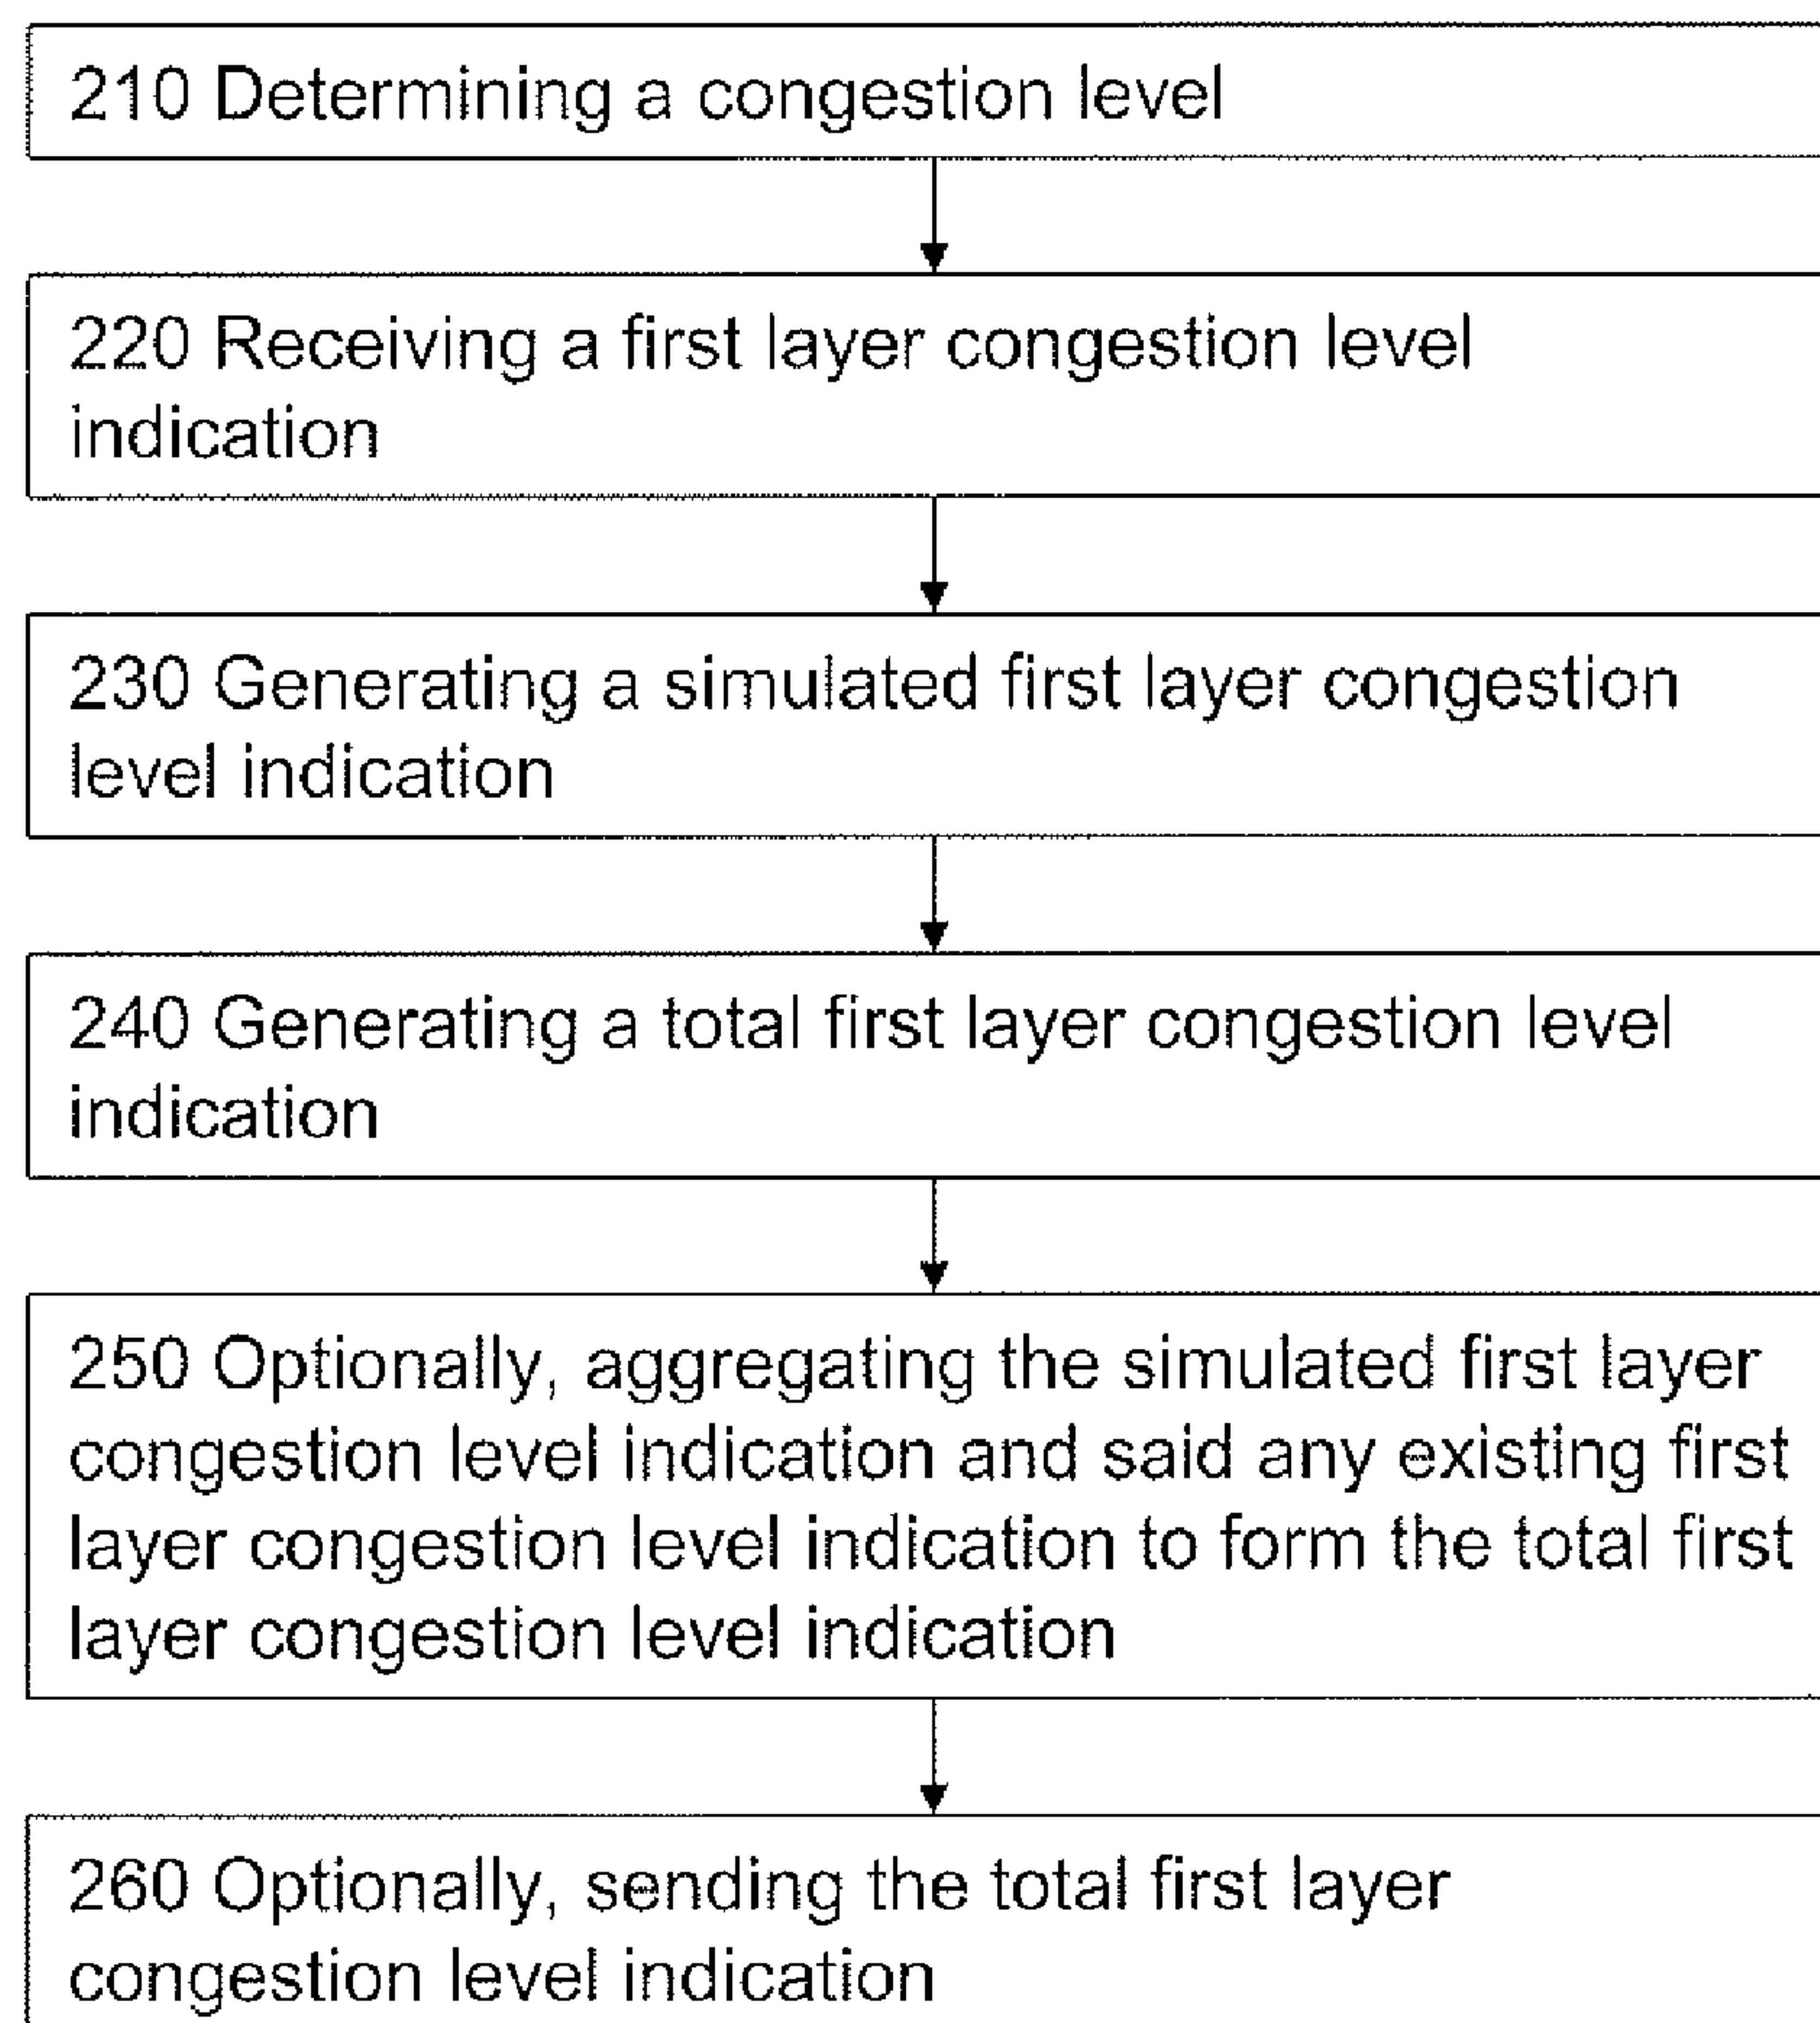 210 Determining a congestion level
220 Receiving a first layer congestion level
indication
230 Generating a simulated first layer congestion
level indication
240 Generating a total first layer congestion level
indication
250 Optionally, aggregating the simulated first layer
congestion level indication and said any existing first
layer congestion level indication to form the total first
layer congestion level indication
260 Optionally, sending the total first layer
congestion level indication